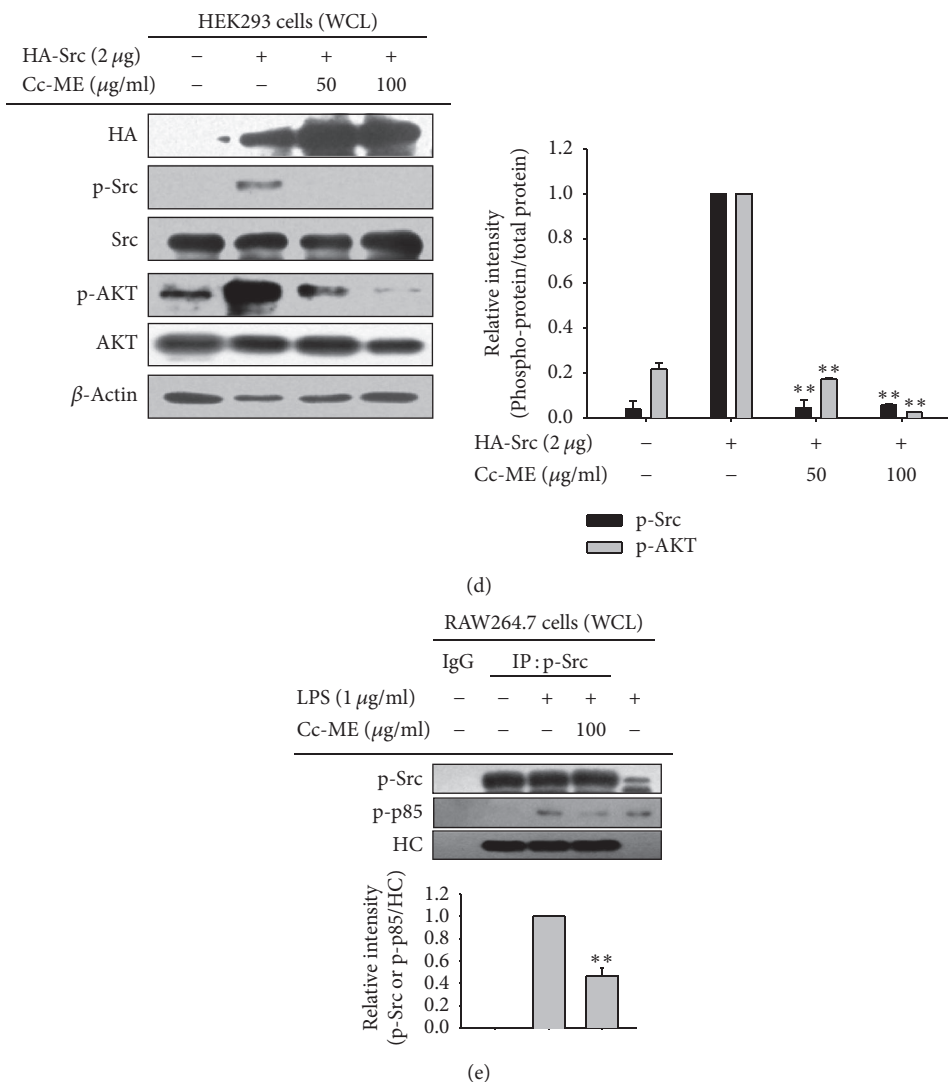 HEK293 cells (WCL)
HA-Src (2 μg) − + + +
Cc-ME (μg/ml) − − 50 100
HA
p-Src
Src
p-AKT
AKT
β-Actin
Relative intensity
(Phospho-protein/total protein)
1.2
1.0
0.8
0.6
0.4
0.2
0.0
** **
** **
HA-Src (2 μg) − + + +
Cc-ME (μg/ml) − − 50 100
p-Src
p-AKT
(d)
RAW264.7 cells (WCL)
IgG IP : p-Src
LPS (1 μg/ml) − − + + +
Cc-ME (μg/ml) − − − 100 −
p-Src
p-p85
HC
Relative intensity
(p-Src or p-p85/HC)
1.2
1.0
0.8
0.6
0.4
0.2
0.0
**
(e)